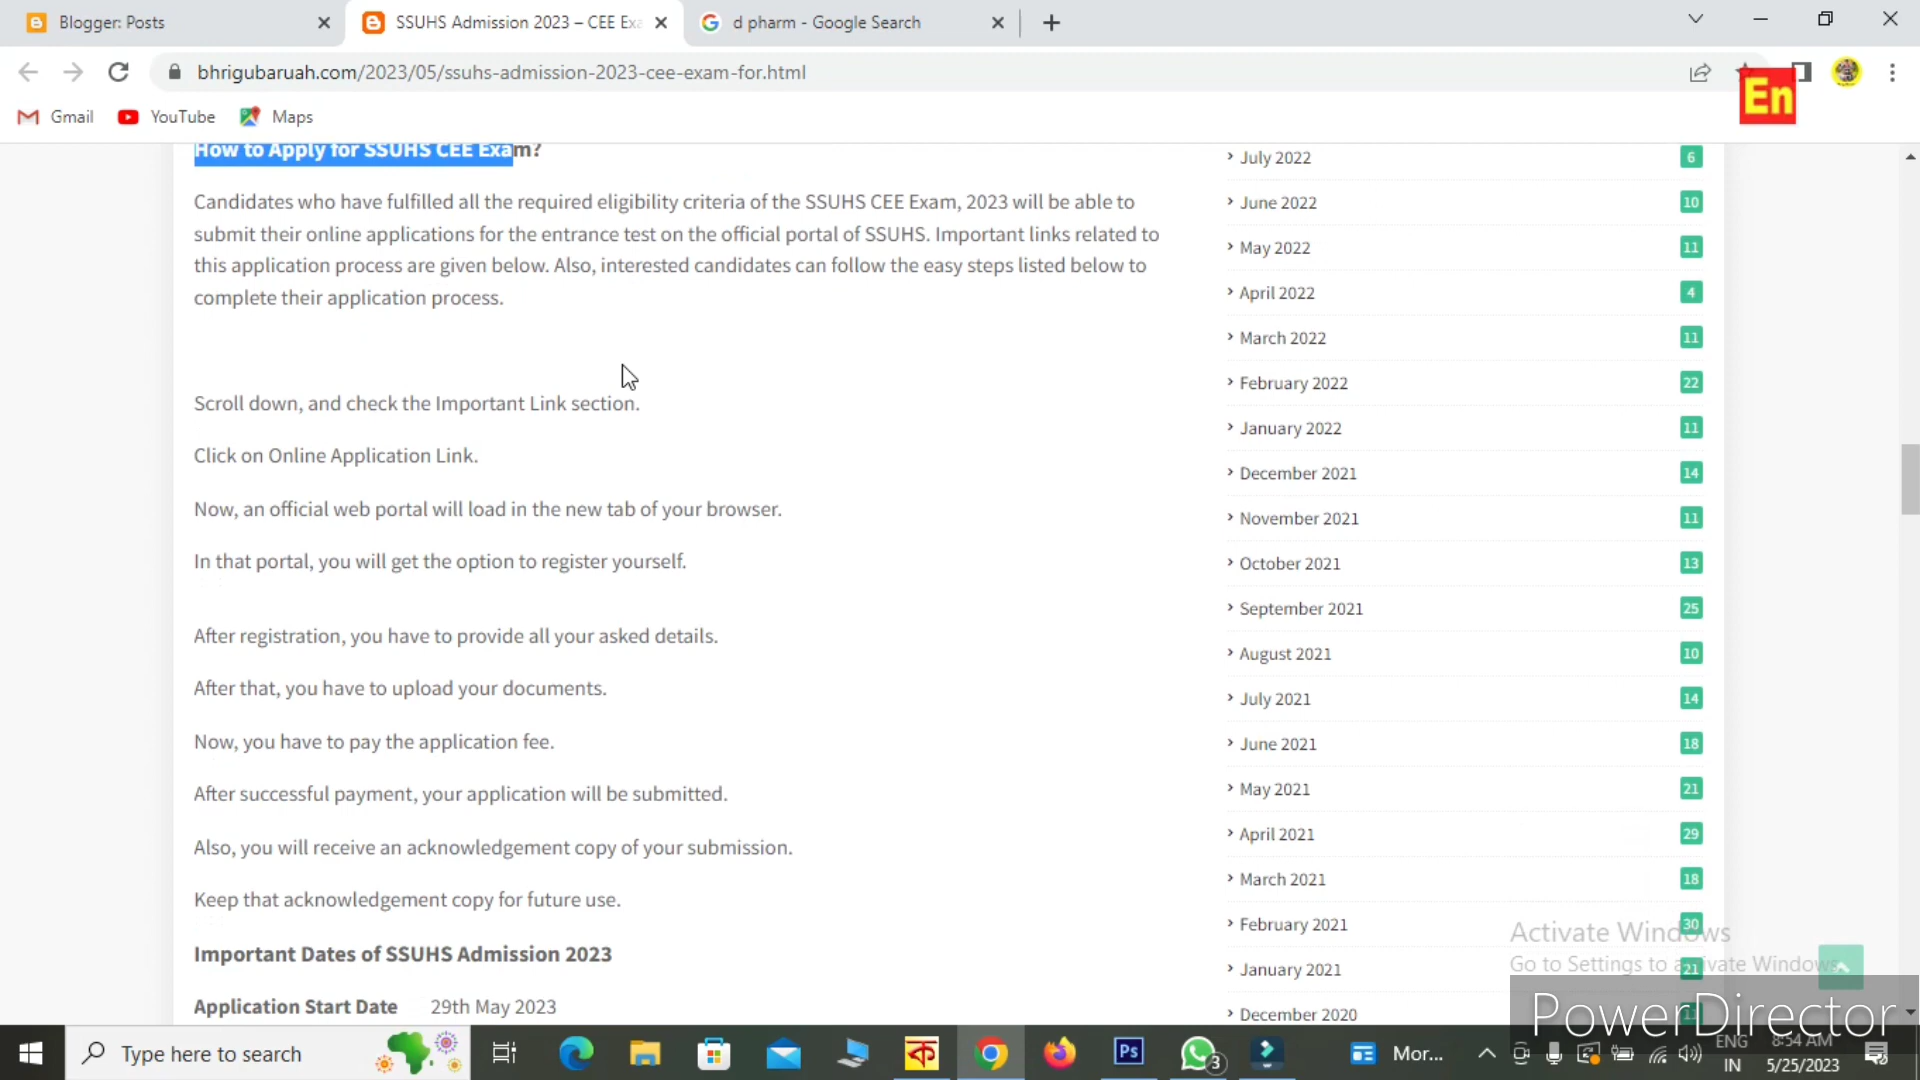 Blogger: Posts
SSUHS Admission 2023 – CEE Exa
d pharm - Google Search
bhrigubaruah.com/2023/05/ssuhs-admission-2023-cee-exam-for.html
En
Gmail
YouTube
Maps
How to Apply for SSUHS CEE Exam?
Candidates who have fulfilled all the required eligibility criteria of the SSUHS CEE Exam, 2023 will be able to
submit their online applications for the entrance test on the official portal of SSUHS. Important links related to
this application process are given below. Also, interested candidates can follow the easy steps listed below to
complete their application process.
Scroll down, and check the Important Link section.
Click on Online Application Link.
Now, an official web portal will load in the new tab of your browser.
In that portal, you will get the option to register yourself.
After registration, you have to provide all your asked details.
After that, you have to upload your documents.
Now, you have to pay the application fee.
After successful payment, your application will be submitted.
Also, you will receive an acknowledgement copy of your submission.
Keep that acknowledgement copy for future use.
Important Dates of SSUHS Admission 2023
Application Start Date 29th May 2023
July 2022 6
June 2022 10
May 2022 11
April 2022 4
March 2022 11
February 2022 22
January 2022 11
December 2021 14
November 2021 11
October 2021 13
September 2021 25
August 2021 10
July 2021 14
June 2021 18
May 2021 21
April 2021 29
March 2021 18
February 2021 30
January 2021 21
December 2020
Activate Windows
Go to Settings to activate Windows.
PowerDirector
Type here to search
ক
Ps
3
Mor...
ENG
IN
8:54 AM
5/25/2023